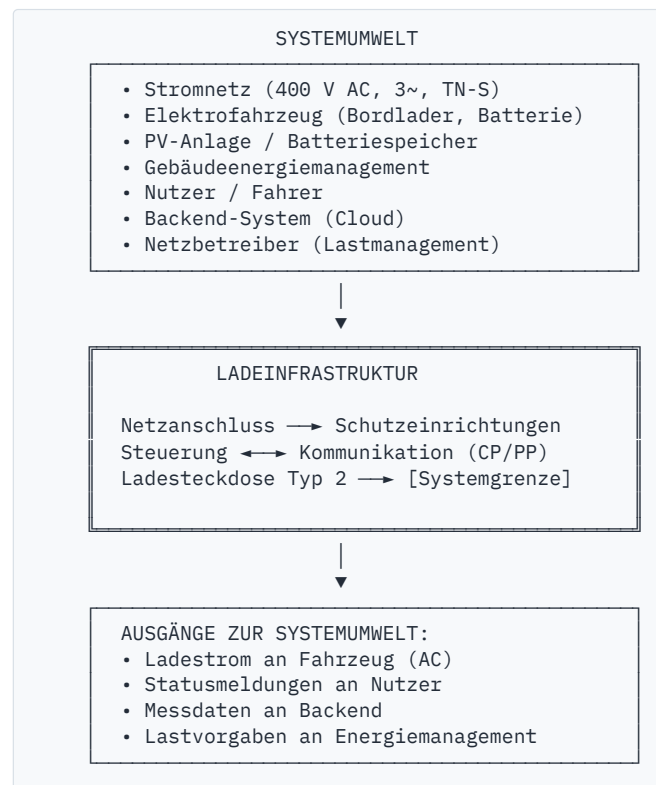 SYSTEMUMWELT
• Stromnetz (400 V AC, 3~, TN-S)
• Elektrofahrzeug (Bordlader, Batterie)
• PV-Anlage / Batteriespeicher
• Gebäudeenergiemanagement
• Nutzer / Fahrer
• Backend-System (Cloud)
• Netzbetreiber (Lastmanagement)
LADEINFRASTRUKTUR
Netzanschluss ──► Schutzeinrichtungen
Steuerung ◄──► Kommunikation (CP/PP)
Ladesteckdose Typ 2 ──► [Systemgrenze]
AUSGÄNGE ZUR SYSTEMUMWELT:
• Ladestrom an Fahrzeug (AC)
• Statusmeldungen an Nutzer
• Messdaten an Backend
• Lastvorgaben an Energiemanagement